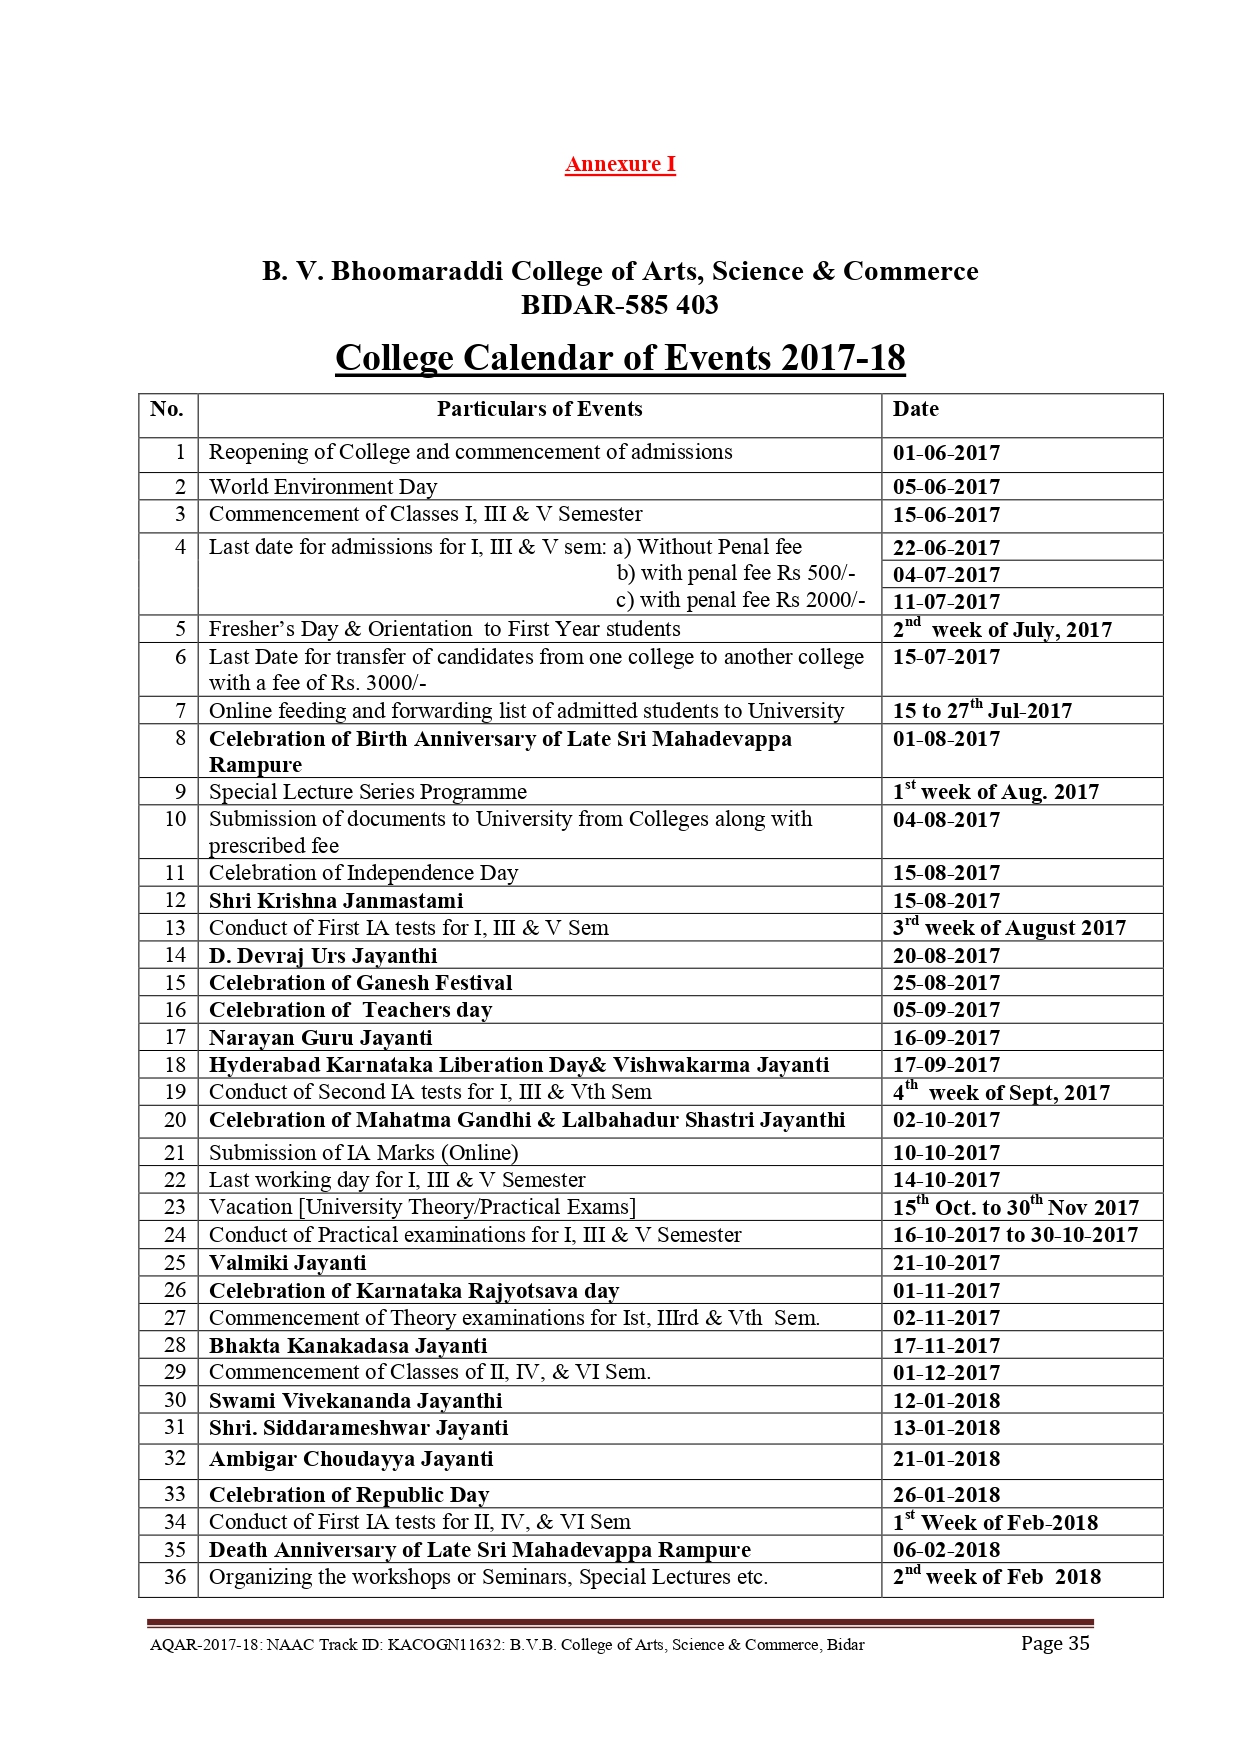 Annexure I
B. V. Bhoomaraddi College of Arts, Science & Commerce
BIDAR-585 403
College Calendar of Events 2017-18
No. Particulars of Events Date
1 Reopening of College and commencement of admissions 01-06-2017
2 World Environment Day 05-06-2017
3 Commencement of Classes I, III & V Semester 15-06-2017
4 Last date for admissions for I, III & V sem: a) Without Penal fee 22-06-2017
b) with penal fee Rs 500/- 04-07-2017
c) with penal fee Rs 2000/- 11-07-2017
5 Fresher’s Day & Orientation to First Year students 2nd week of July, 2017
6 Last Date for transfer of candidates from one college to another college 15-07-2017
with a fee of Rs. 3000/-
7 Online feeding and forwarding list of admitted students to University 15 to 27th Jul-2017
8 Celebration of Birth Anniversary of Late Sri Mahadevappa 01-08-2017
Rampure
9 Special Lecture Series Programme 1st week of Aug. 2017
10 Submission of documents to University from Colleges along with 04-08-2017
prescribed fee
11 Celebration of Independence Day 15-08-2017
12 Shri Krishna Janmastami 15-08-2017
13 Conduct of First IA tests for I, III & V Sem 3rd week of August 2017
14 D. Devraj Urs Jayanthi 20-08-2017
15 Celebration of Ganesh Festival 25-08-2017
16 Celebration of Teachers day 05-09-2017
17 Narayan Guru Jayanti 16-09-2017
18 Hyderabad Karnataka Liberation Day& Vishwakarma Jayanti 17-09-2017
19 Conduct of Second IA tests for I, III & Vth Sem 4th week of Sept, 2017
20 Celebration of Mahatma Gandhi & Lalbahadur Shastri Jayanthi 02-10-2017
21 Submission of IA Marks (Online) 10-10-2017
22 Last working day for I, III & V Semester 14-10-2017
23 Vacation [University Theory/Practical Exams] 15th Oct. to 30th Nov 2017
24 Conduct of Practical examinations for I, III & V Semester 16-10-2017 to 30-10-2017
25 Valmiki Jayanti 21-10-2017
26 Celebration of Karnataka Rajyotsava day 01-11-2017
27 Commencement of Theory examinations for Ist, IIIrd & Vth Sem. 02-11-2017
28 Bhakta Kanakadasa Jayanti 17-11-2017
29 Commencement of Classes of II, IV, & VI Sem. 01-12-2017
30 Swami Vivekananda Jayanthi 12-01-2018
31 Shri. Siddarameshwar Jayanti 13-01-2018
32 Ambigar Choudayya Jayanti 21-01-2018
33 Celebration of Republic Day 26-01-2018
34 Conduct of First IA tests for II, IV, & VI Sem 1st Week of Feb-2018
35 Death Anniversary of Late Sri Mahadevappa Rampure 06-02-2018
36 Organizing the workshops or Seminars, Special Lectures etc. 2nd week of Feb 2018
AQAR-2017-18: NAAC Track ID: KACOGN11632: B.V.B. College of Arts, Science & Commerce, Bidar Page 35